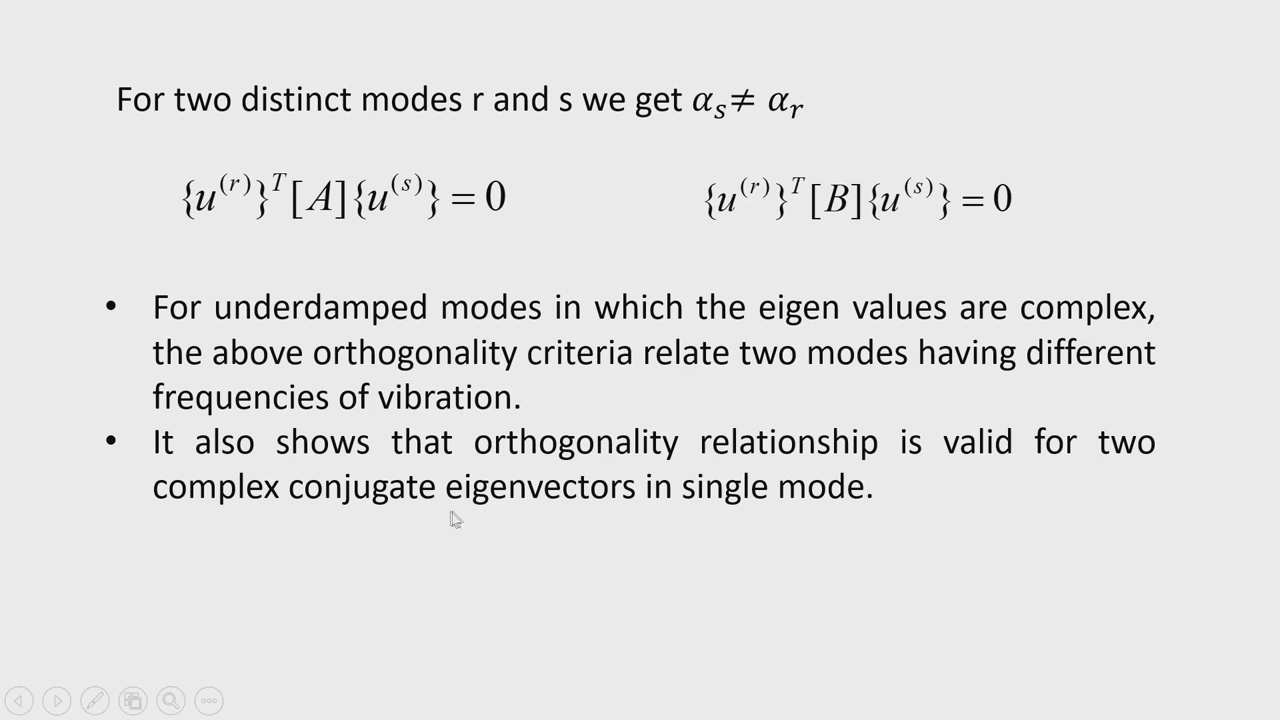 For two distinct modes r and s we get αₛ≠ αᵣ
{u⁽ʳ⁾}ᵀ[A]{u⁽ˢ⁾} = 0 {u⁽ʳ⁾}ᵀ[B]{u⁽ˢ⁾} = 0
• For underdamped modes in which the eigen values are complex,
the above orthogonality criteria relate two modes having different
frequencies of vibration.
• It also shows that orthogonality relationship is valid for two
complex conjugate eigenvectors in single mode.